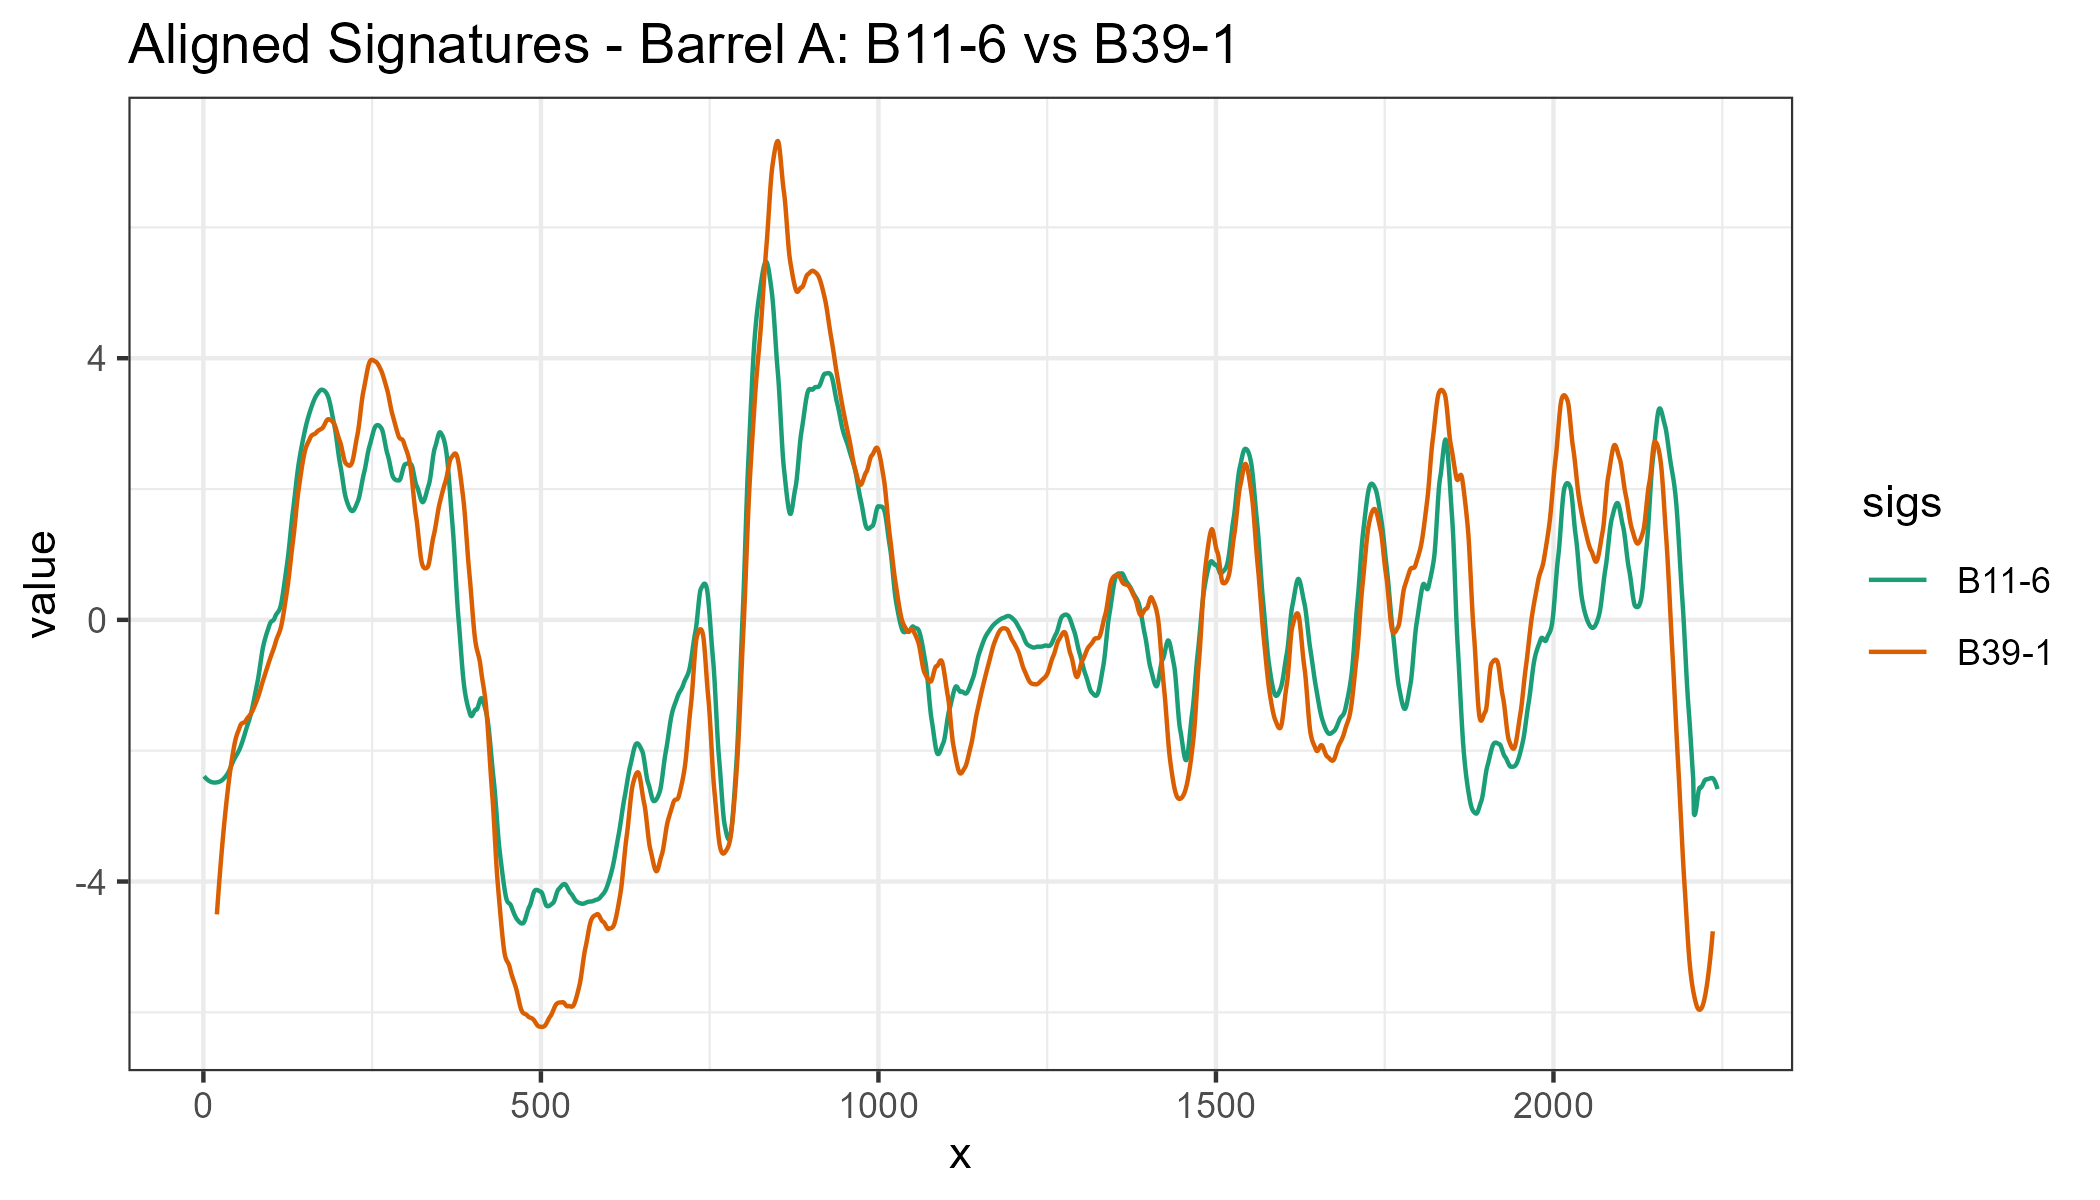 Aligned Signatures - Barrel A: B11-6 vs B39-1
value
4
0
-4
0 500 1000 1500 2000
x
sigs
B11-6
B39-1